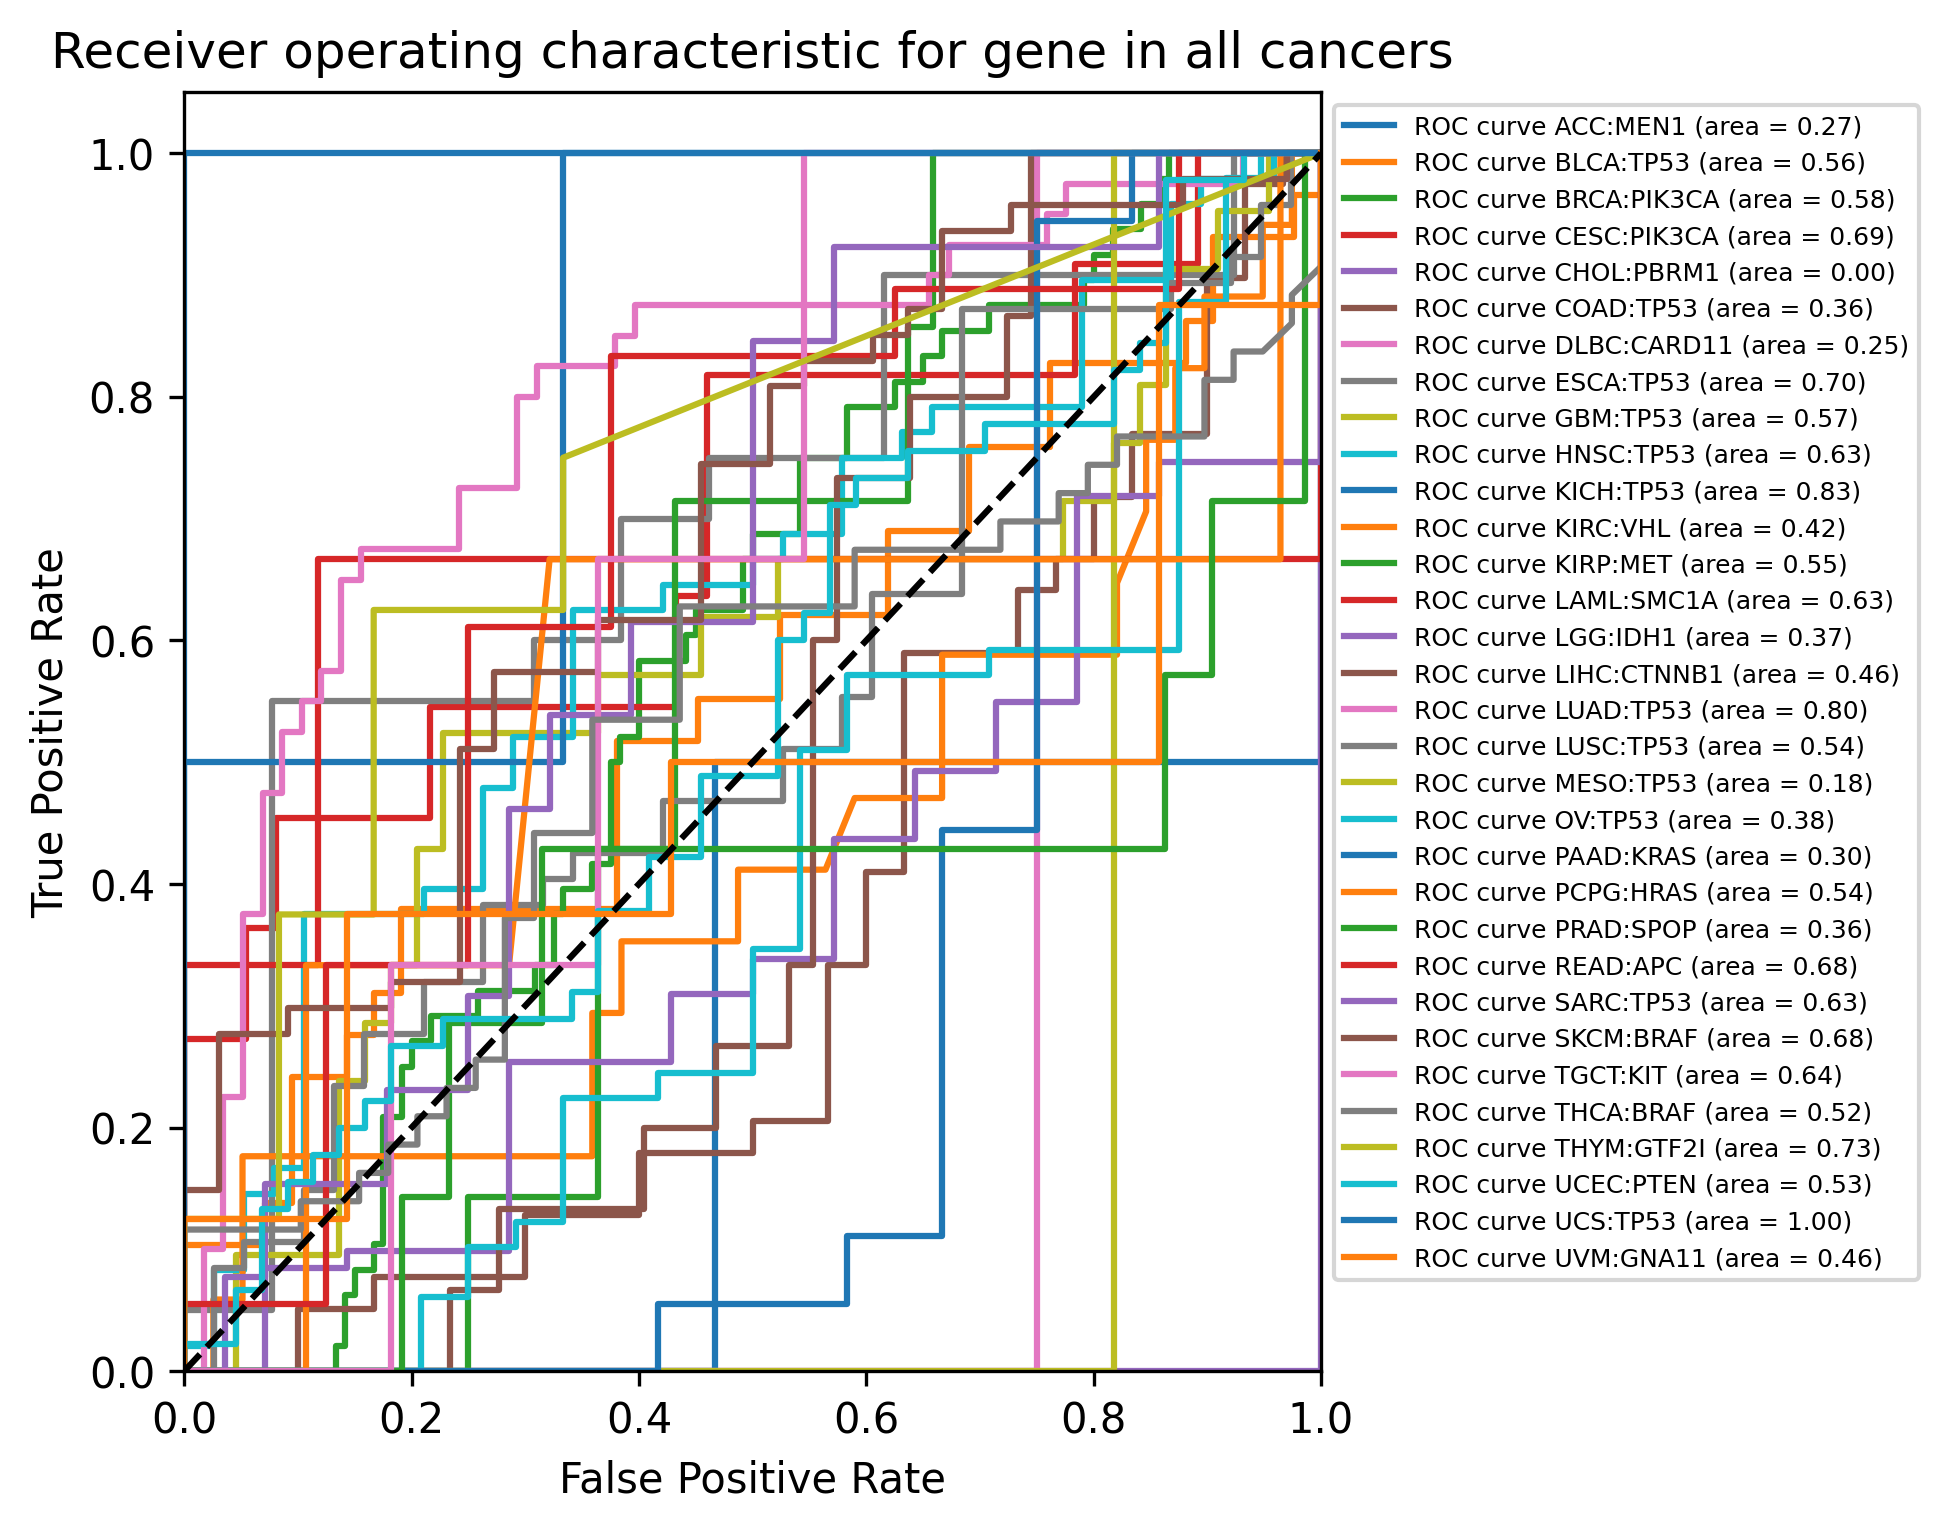 Receiver operating characteristic for gene in all cancers
True Positive Rate
1.0
0.8
0.6
0.4
0.2
0.0
0.0 0.2 0.4 0.6 0.8 1.0
False Positive Rate
ROC curve ACC:MEN1 (area = 0.27)
ROC curve BLCA:TP53 (area = 0.56)
ROC curve BRCA:PIK3CA (area = 0.58)
ROC curve CESC:PIK3CA (area = 0.69)
ROC curve CHOL:PBRM1 (area = 0.00)
ROC curve COAD:TP53 (area = 0.36)
ROC curve DLBC:CARD11 (area = 0.25)
ROC curve ESCA:TP53 (area = 0.70)
ROC curve GBM:TP53 (area = 0.57)
ROC curve HNSC:TP53 (area = 0.63)
ROC curve KICH:TP53 (area = 0.83)
ROC curve KIRC:VHL (area = 0.42)
ROC curve KIRP:MET (area = 0.55)
ROC curve LAML:SMC1A (area = 0.63)
ROC curve LGG:IDH1 (area = 0.37)
ROC curve LIHC:CTNNB1 (area = 0.46)
ROC curve LUAD:TP53 (area = 0.80)
ROC curve LUSC:TP53 (area = 0.54)
ROC curve MESO:TP53 (area = 0.18)
ROC curve OV:TP53 (area = 0.38)
ROC curve PAAD:KRAS (area = 0.30)
ROC curve PCPG:HRAS (area = 0.54)
ROC curve PRAD:SPOP (area = 0.36)
ROC curve READ:APC (area = 0.68)
ROC curve SARC:TP53 (area = 0.63)
ROC curve SKCM:BRAF (area = 0.68)
ROC curve TGCT:KIT (area = 0.64)
ROC curve THCA:BRAF (area = 0.52)
ROC curve THYM:GTF2I (area = 0.73)
ROC curve UCEC:PTEN (area = 0.53)
ROC curve UCS:TP53 (area = 1.00)
ROC curve UVM:GNA11 (area = 0.46)